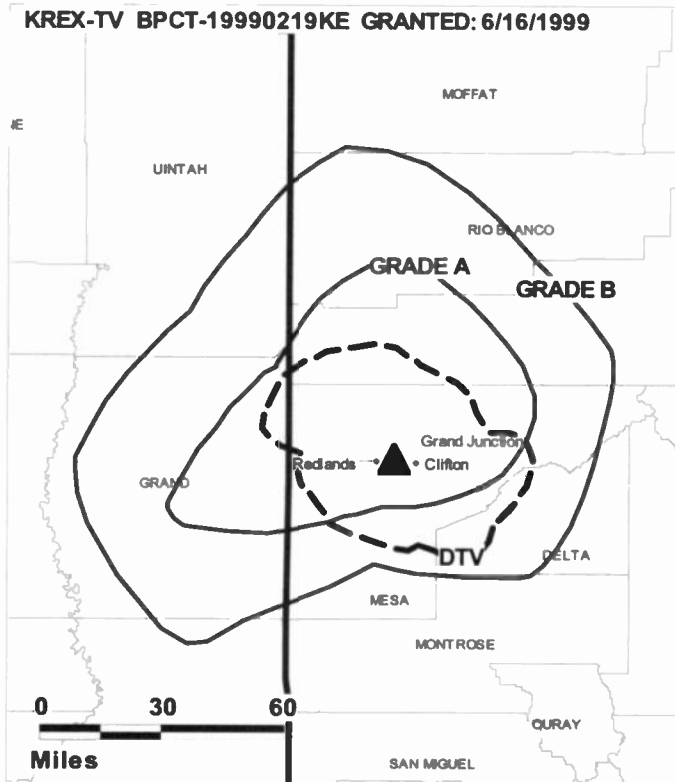 KREX-TV BPCT-19990219KE GRANTED: 6/16/1999
MOFFAT
UINTAH
RIO BLANCO
GRADE A
GRADE B
Grand Junction
Redlands
Clifton
GRAND
DTV
DELTA
MESA
MONTROSE
0 30 60
QURAY
Miles
SAN MIGUEL